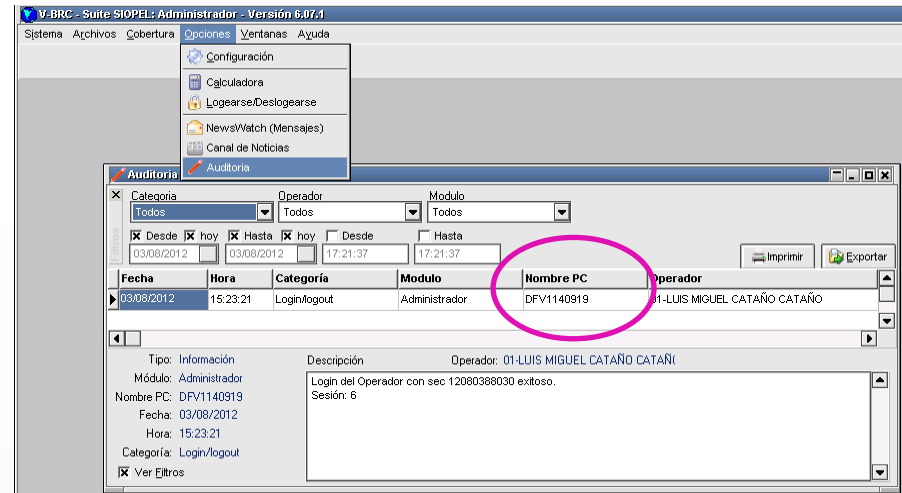 V-BRC - Suite SIOPEL: Administrador - Versión 6.07.1
Sistema Archivos Cobertura Opciones Ventanas Ayuda
Configuración
Calculadora
Logearse/Deslogearse
NewsWatch (Mensajes)
Canal de Noticias
Auditoria
Auditoria
Categoria Operador Modulo
Todos Todos Todos
Desde hoy Hasta hoy Desde Hasta
03/08/2012 03/08/2012 17:21:37 17:21:37
Filtros
Imprimir Exportar
Fecha Hora Categoría Modulo Nombre PC Operador
03/08/2012 15:23:21 Login/logout Administrador DFV1140919 01-LUIS MIGUEL CATAÑO CATAÑO
Tipo: Información Descripción Operador: 01-LUIS MIGUEL CATAÑO CATAÑ(
Módulo: Administrador
Nombre PC: DFV1140919
Fecha: 03/08/2012
Hora: 15:23:21
Categoría: Login/logout
Login del Operador con sec 12080388030 exitoso.
Sesión: 6
Ver Filtros